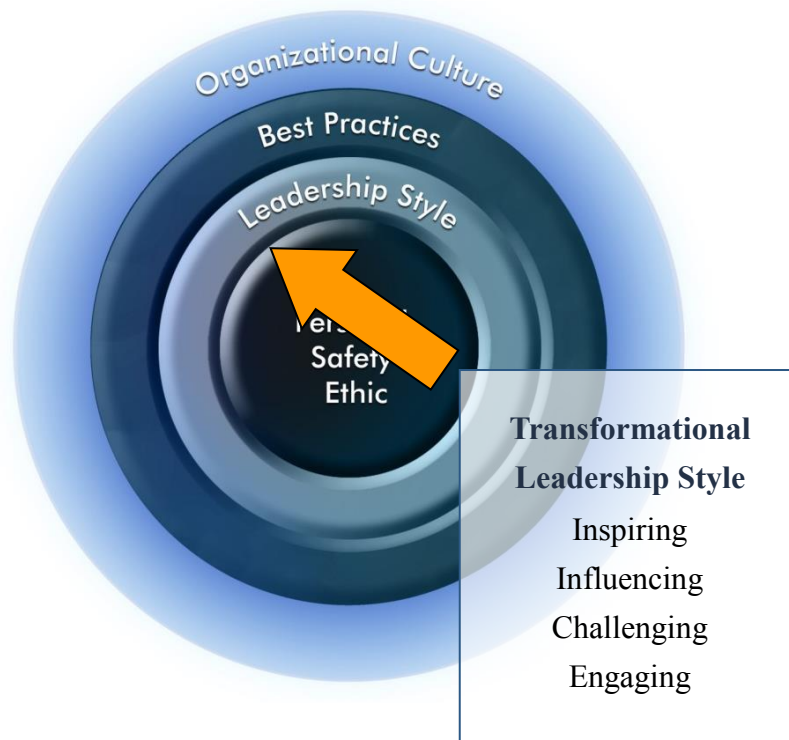 Organizational Culture
Best Practices
Leadership Style
Safety
Ethic
Transformational
Leadership Style
Inspiring
Influencing
Challenging
Engaging